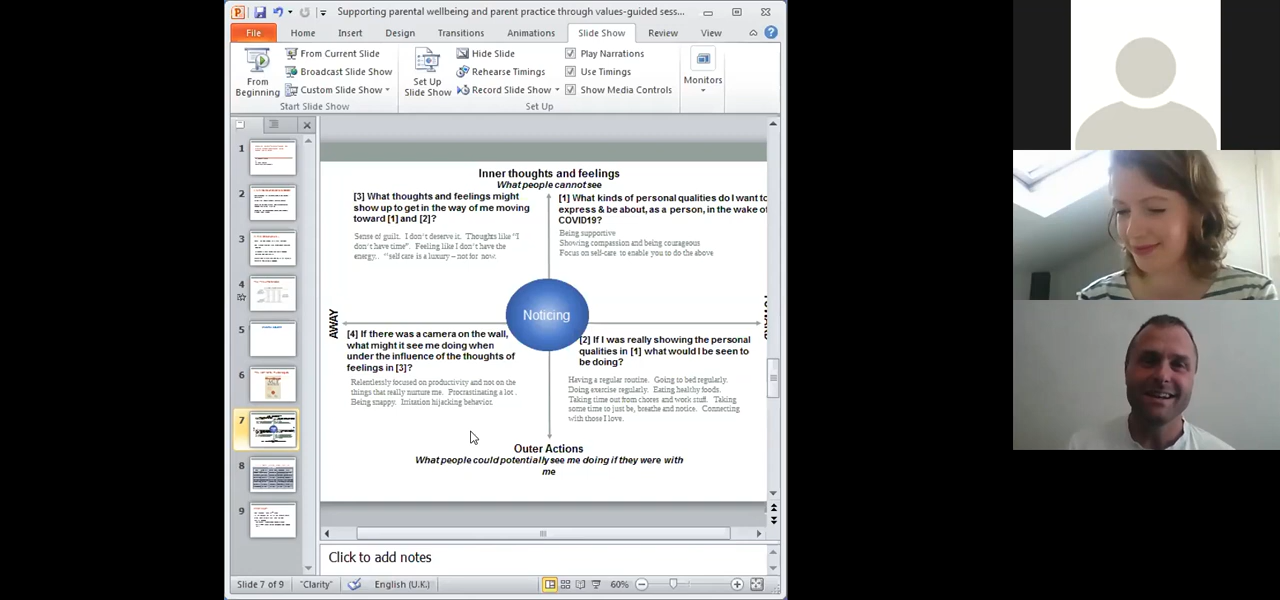 Supporting parental wellbeing and parent practice through values-guided sess...
File Home Insert Design Transitions Animations Slide Show Review View
From Beginning
From Current Slide
Broadcast Slide Show
Custom Slide Show
Start Slide Show
Set Up
Slide Show
Hide Slide
Rehearse Timings
Record Slide Show
Play Narrations
Use Timings
Show Media Controls
Set Up
Monitors
1
2
3
4
5
6
7
8
9
Inner thoughts and feelings
What people cannot see
[3] What thoughts and feelings might
show up to get in the way of me moving
toward [1] and [2]?
Sense of guilt. I don't deserve it. Thoughts like "I
don't have time". Feeling like I don't have the
energy.. "self care is a luxury – not for now.
[1] What kinds of personal qualities do I want to
express & be about, as a person, in the wake of
COVID19?
Being supportive
Showing compassion and being courageous
Focus on self-care to enable you to do the above
AWAY
Noticing
[4] If there was a camera on the wall,
what might it see me doing when
under the influence of the thoughts of
feelings in [3]?
Relentlessly focused on productivity and not on the
things that really nurture me. Procrastinating a lot.
Being snappy. Irritation hijacking behavior.
[2] If I was really showing the personal
qualities in [1] what would I be seen to
be doing?
Having a regular routine. Going to bed regularly.
Doing exercise regularly. Eating healthy foods.
Taking time out from chores and work stuff. Taking
some time to just be, breathe and notice. Connecting
with those I love.
Outer Actions
What people could potentially see me doing if they were with
me
Click to add notes
Slide 7 of 9 "Clarity" English (U.K.) 60%